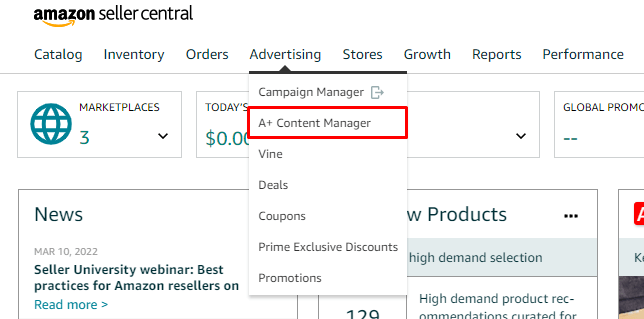 amazon seller central
Catalog Inventory Orders Advertising Stores Growth Reports Performance
MARKETPLACES
3
TODAY'S
$0.00
GLOBAL PROMO
--
Campaign Manager
A+ Content Manager
Vine
Deals
Coupons
Prime Exclusive Discounts
Promotions
News
MAR 10, 2022
Seller University webinar: Best
practices for Amazon resellers on
Read more >
w Products
high demand selection
129
High demand product rec-
ommendations curated for